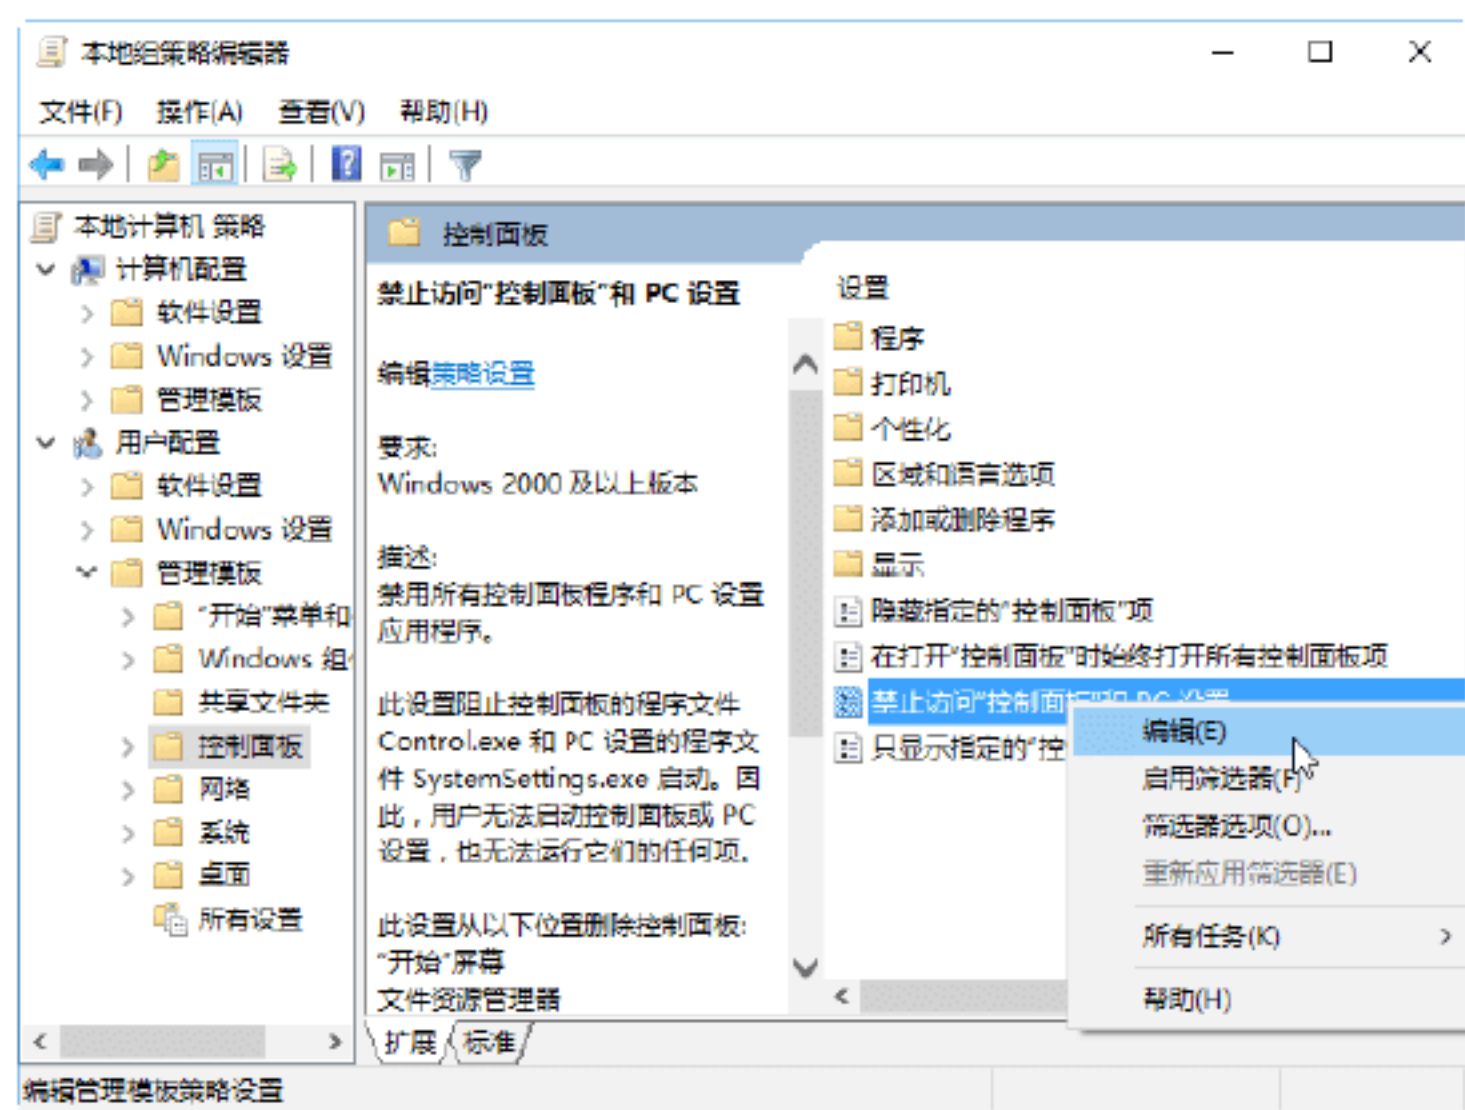 本地组策略编辑器
文件(F) 操作(A) 查看(V) 帮助(H)
本地计算机 策略
计算机配置
软件设置
Windows 设置
管理模板
用户配置
软件设置
Windows 设置
管理模板
“开始”菜单和
Windows 组
共享文件夹
控制面板
网络
系统
桌面
所有设置
控制面板
禁止访问“控制面板”和 PC 设置
编辑策略设置
要求:
Windows 2000 及以上版本
描述:
禁用所有控制面板程序和 PC 设置
应用程序。
此设置阻止控制面板的程序文件
Control.exe 和 PC 设置的程序文
件 SystemSettings.exe 启动。因
此，用户无法启动控制面板或 PC
设置，也无法运行它们的任何项。
此设置从以下位置删除控制面板:
“开始”屏幕
文件资源管理器
设置
程序
打印机
个性化
区域和语言选项
添加或删除程序
显示
隐藏指定的“控制面板”项
在打开“控制面板”时始终打开所有控制面板项
禁止访问“控制面板”和 PC 设置
只显示指定的“控
编辑(E)
启用筛选器(F)
筛选器选项(O)...
重新应用筛选器(E)
所有任务(K)
帮助(H)
扩展 标准
编辑管理模板策略设置